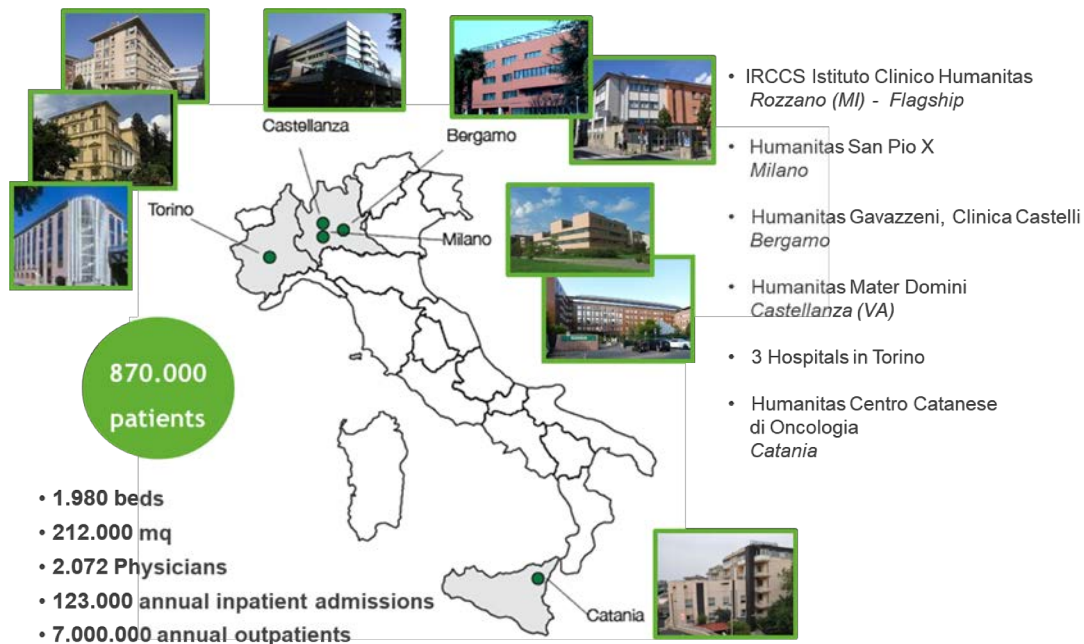 Castellanza
Bergamo
Torino
Milano
Catania
870.000
patients
• 1.980 beds
• 212.000 mq
• 2.072 Physicians
• 123.000 annual inpatient admissions
• 7.000.000 annual outpatients
• IRCCS Istituto Clinico Humanitas
Rozzano (MI) - Flagship
• Humanitas San Pio X
Milano
• Humanitas Gavazzeni, Clinica Castelli
Bergamo
• Humanitas Mater Domini
Castellanza (VA)
• 3 Hospitals in Torino
• Humanitas Centro Catanese
di Oncologia
Catania